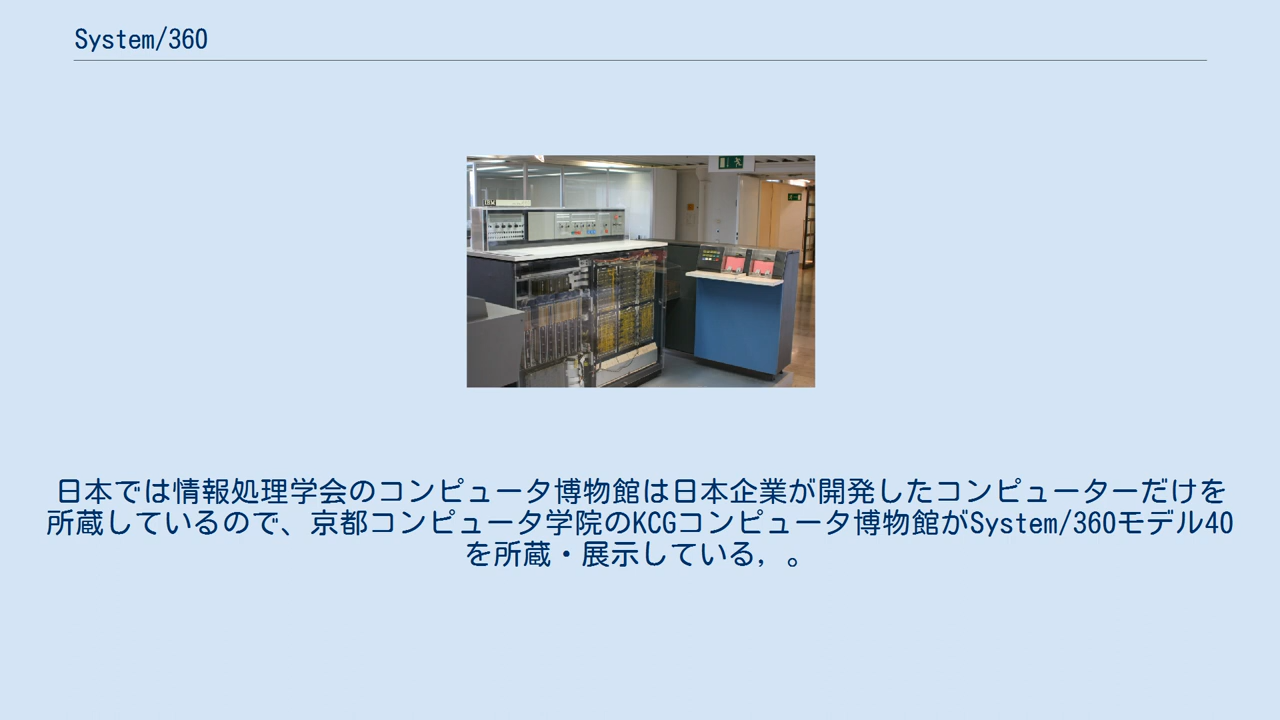 System/360
IBM
日本では情報処理学会のコンピュータ博物館は日本企業が開発したコンピューターだけを
所蔵しているので、京都コンピュータ学院のKCGコンピュータ博物館がSystem/360モデル40
を所蔵・展示している，。